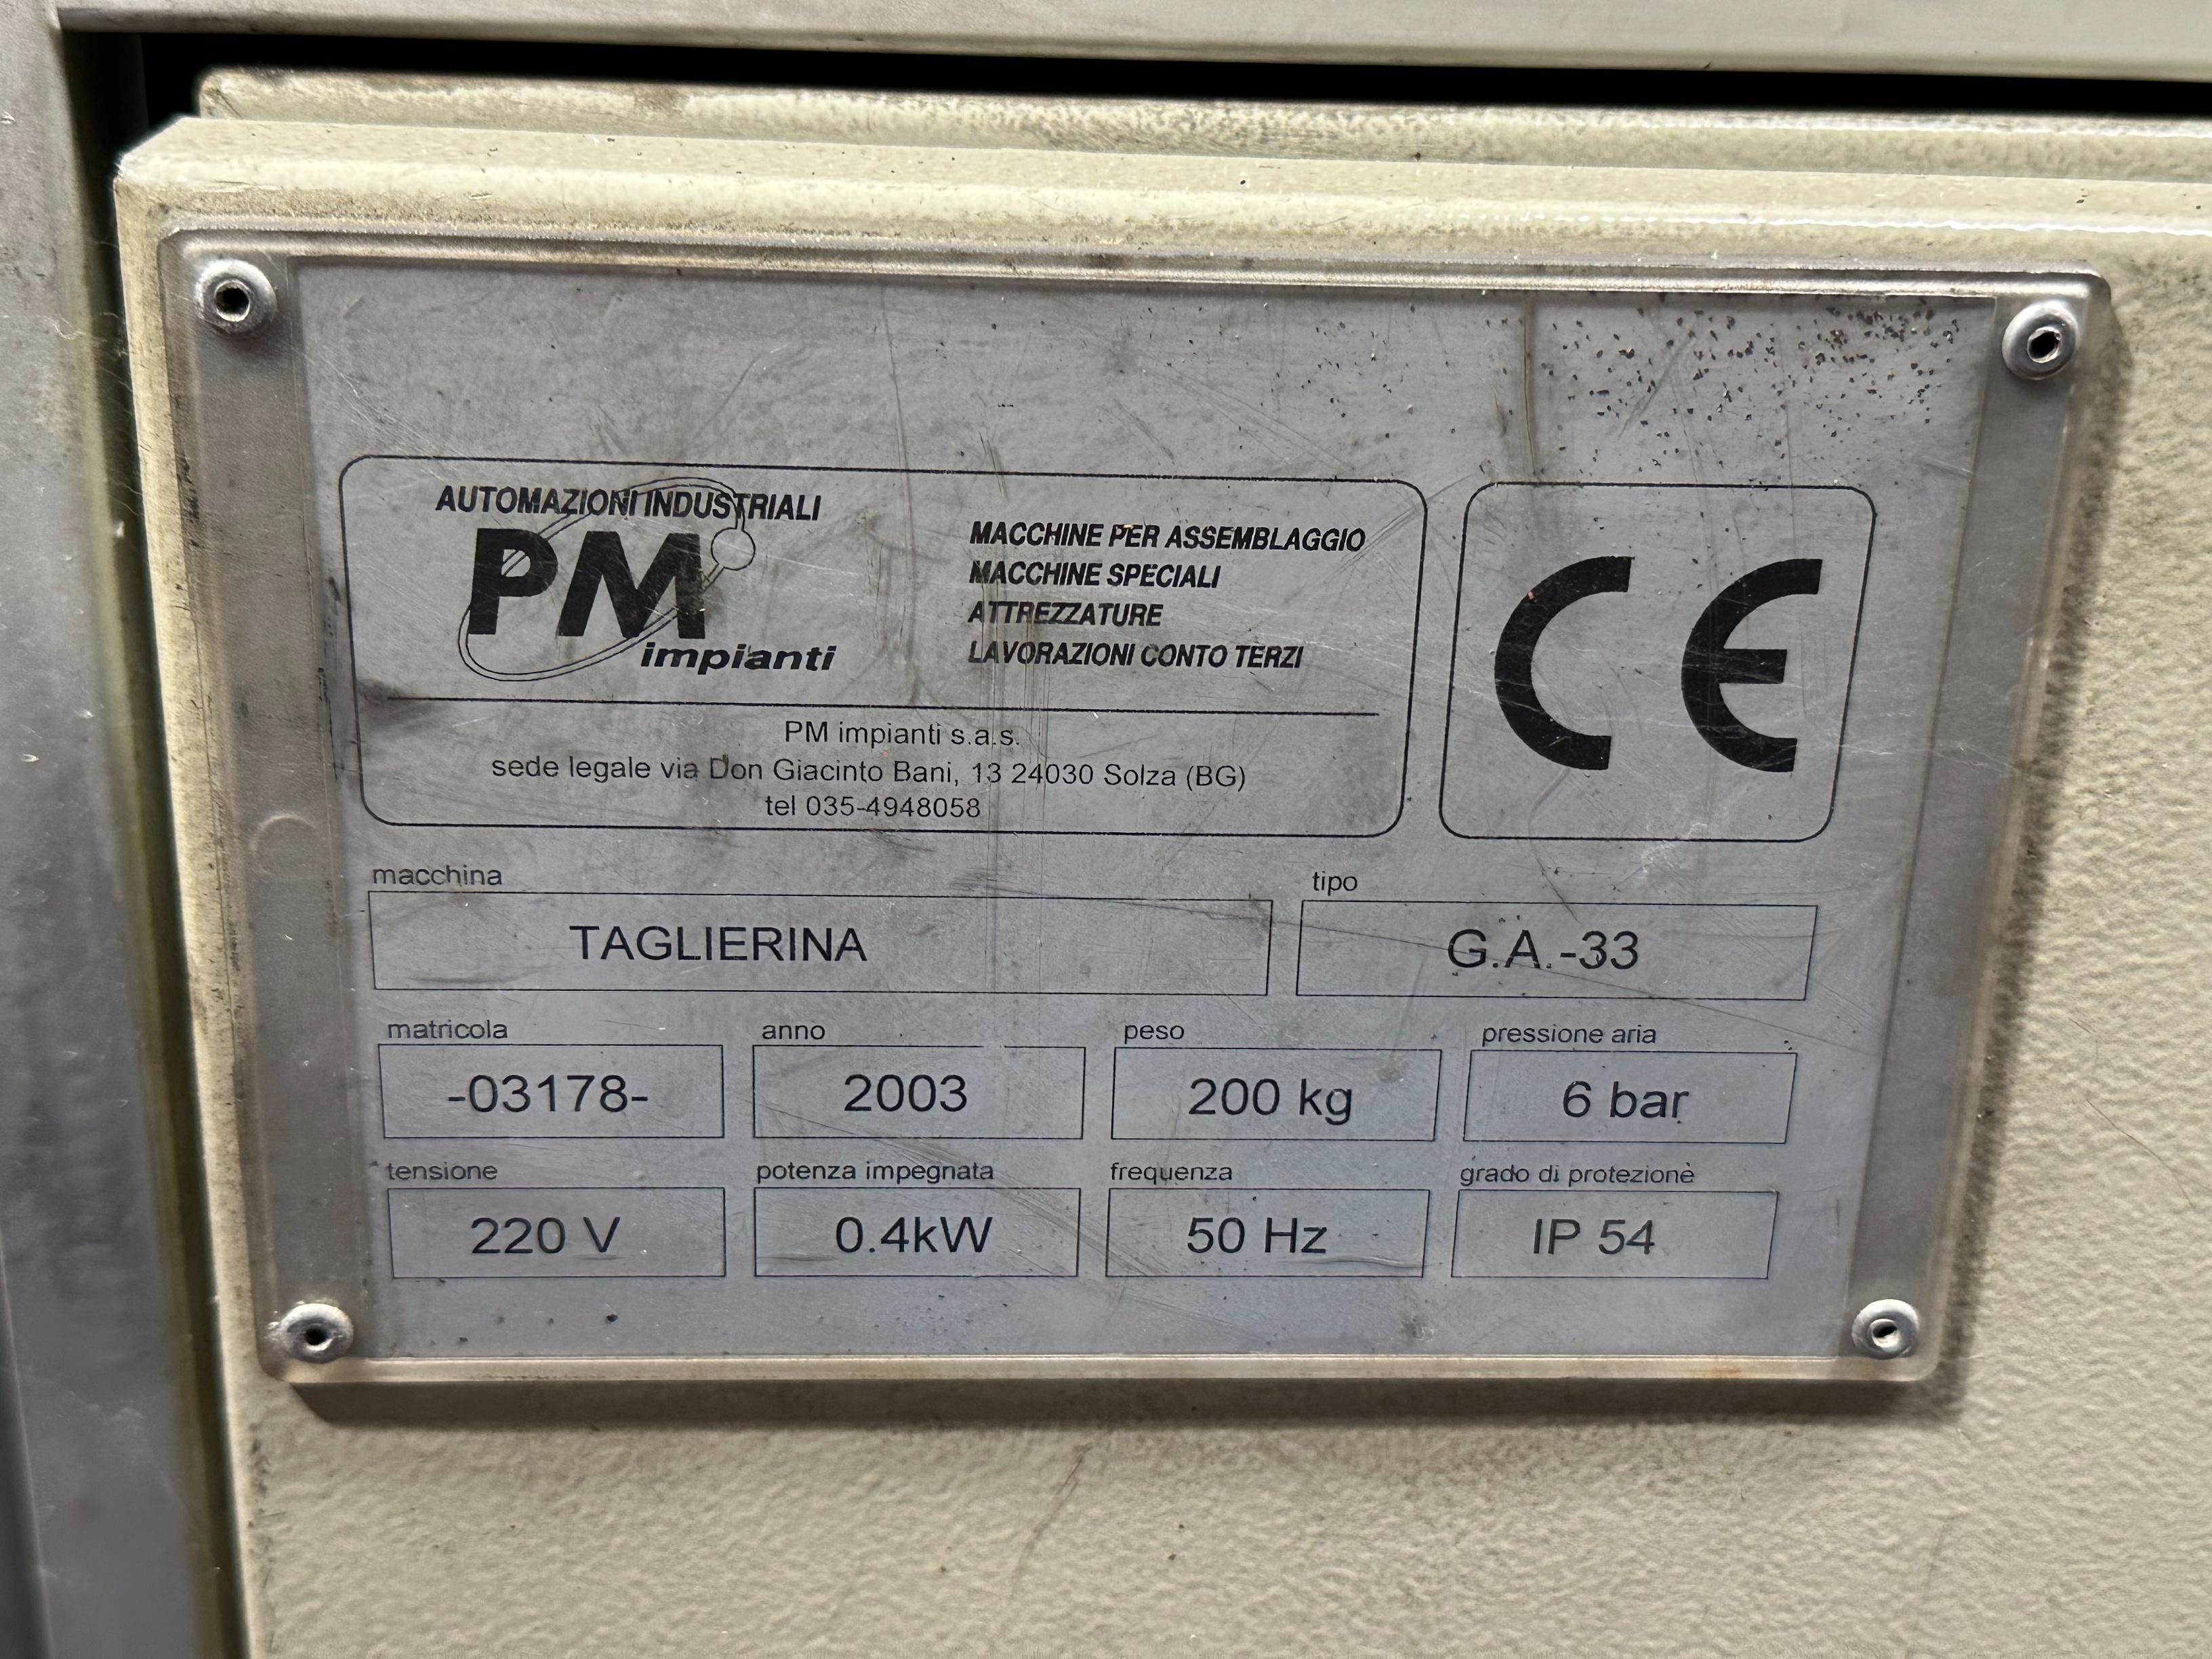 AUTOMAZIONI INDUSTRIALI
PM
impianti
MACCHINE PER ASSEMBLAGGIO
MACCHINE SPECIALI
ATTREZZATURE
LAVORAZIONI CONTO TERZI
CE
PM impianti s.a.s.
sede legale via Don Giacinto Bani, 13 24030 Solza (BG)
tel 035-4948058
macchina tipo
TAGLIERINA G.A.-33
matricola anno peso pressione aria
-03178- 2003 200 kg 6 bar
tensione potenza impegnata frequenza grado di protezione
220 V 0.4kW 50 Hz IP 54